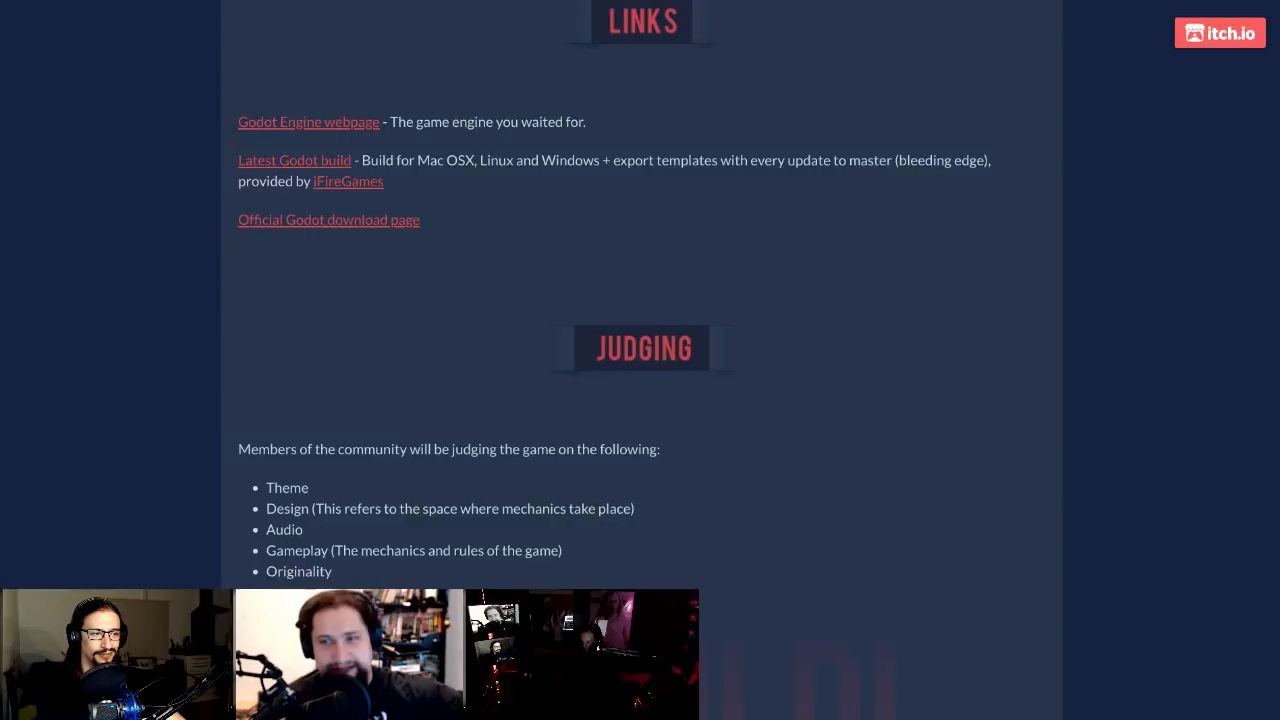 LINKS
itch.io
Godot Engine webpage - The game engine you waited for.
Latest Godot build - Build for Mac OSX, Linux and Windows + export templates with every update to master (bleeding edge),
provided by jFireGames
Official Godot download page
JUDGING
Members of the community will be judging the game on the following:
• Theme
• Design (This refers to the space where mechanics take place)
• Audio
• Gameplay (The mechanics and rules of the game)
• Originality